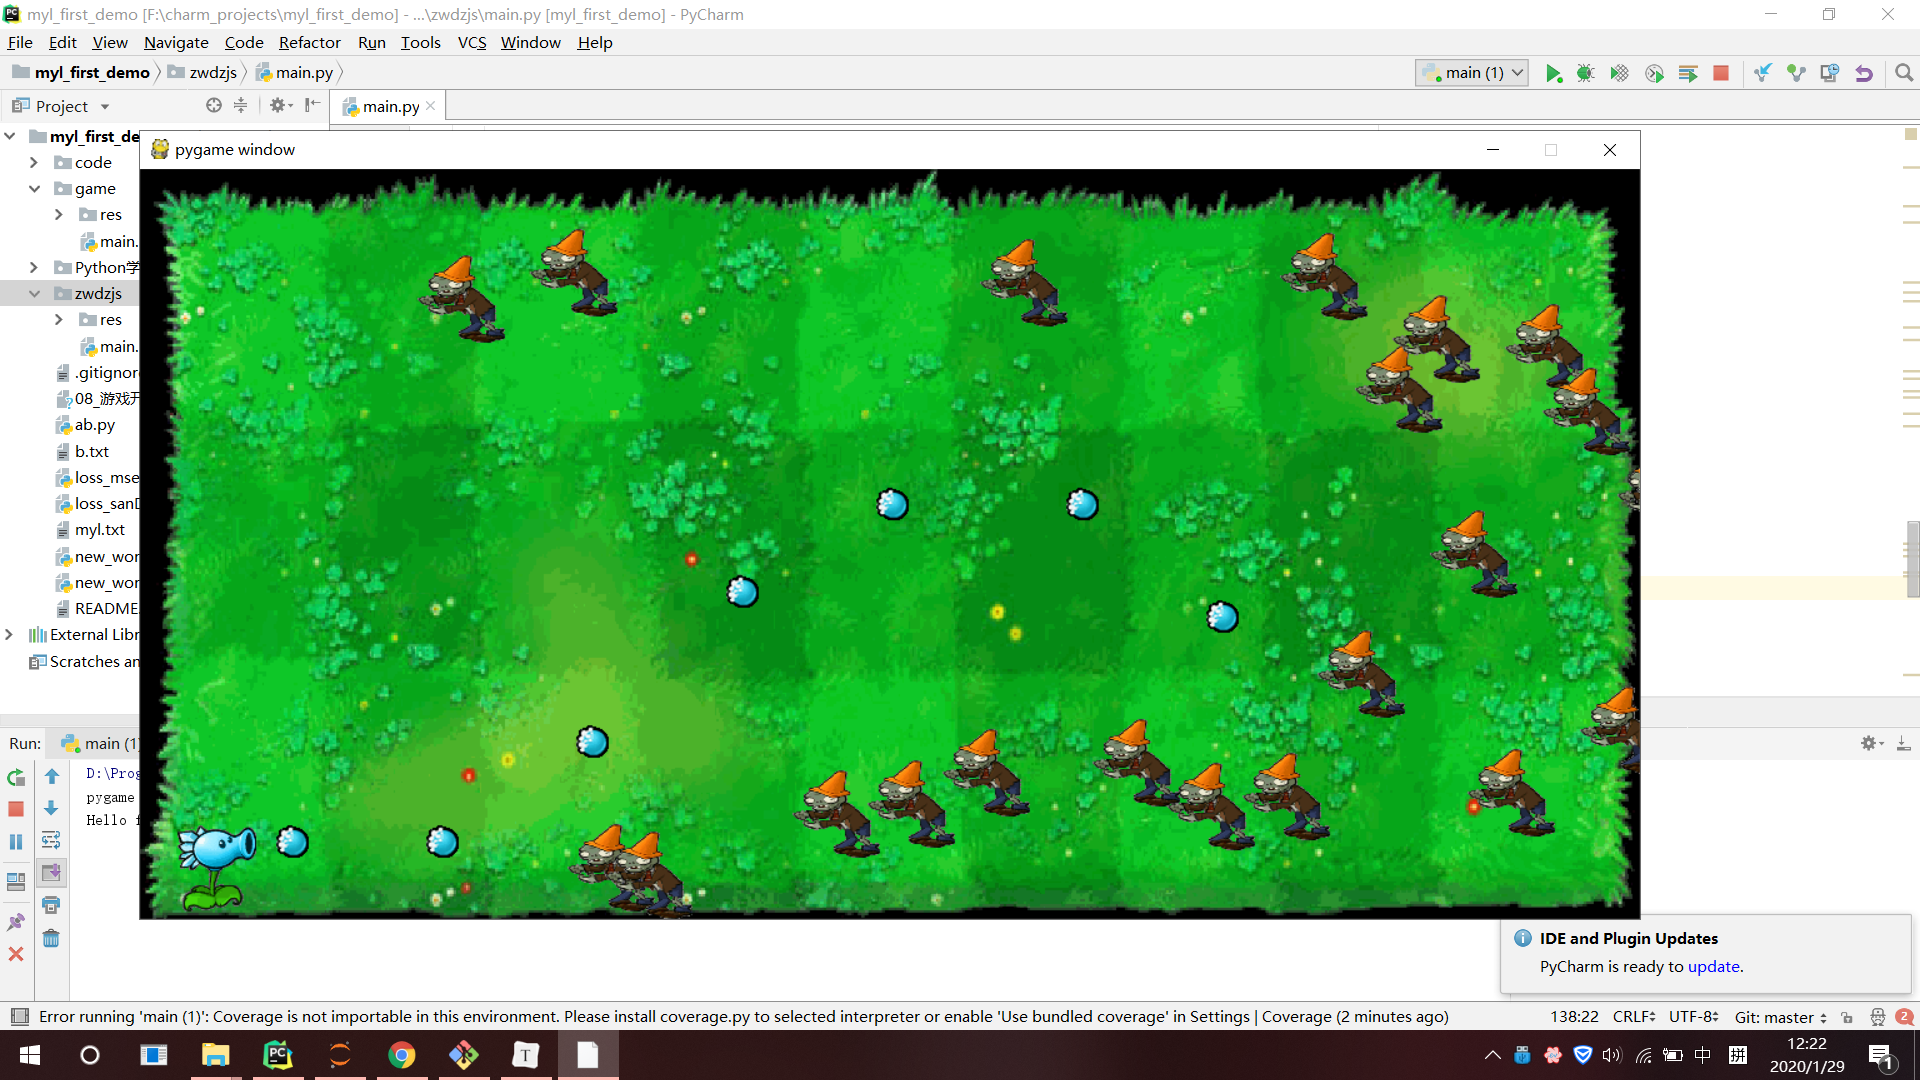 myl_first_demo [F:\charm_projects\myl_first_demo] - ...\zwdzjs\main.py [myl_first_demo] - PyCharm
File Edit View Navigate Code Refactor Run Tools VCS Window Help
myl_first_demo zwdzjs main.py
main (1)
Project
main.py
myl_first_de
pygame window
code
game
res
main.
Python学
zwdzjs
res
main.
.gitignor
08_游戏开
ab.py
b.txt
loss_mse
loss_sanD
myl.txt
new_wor
new_wor
README
External Libr
Scratches an
Run: main (1)
D:\Prog
pygame
Hello f
IDE and Plugin Updates
PyCharm is ready to update.
Error running 'main (1)': Coverage is not importable in this environment. Please install coverage.py to selected interpreter or enable 'Use bundled coverage' in Settings | Coverage (2 minutes ago)
138:22 CRLF UTF-8 Git: master 2
中 拼
12:22
2020/1/29
1